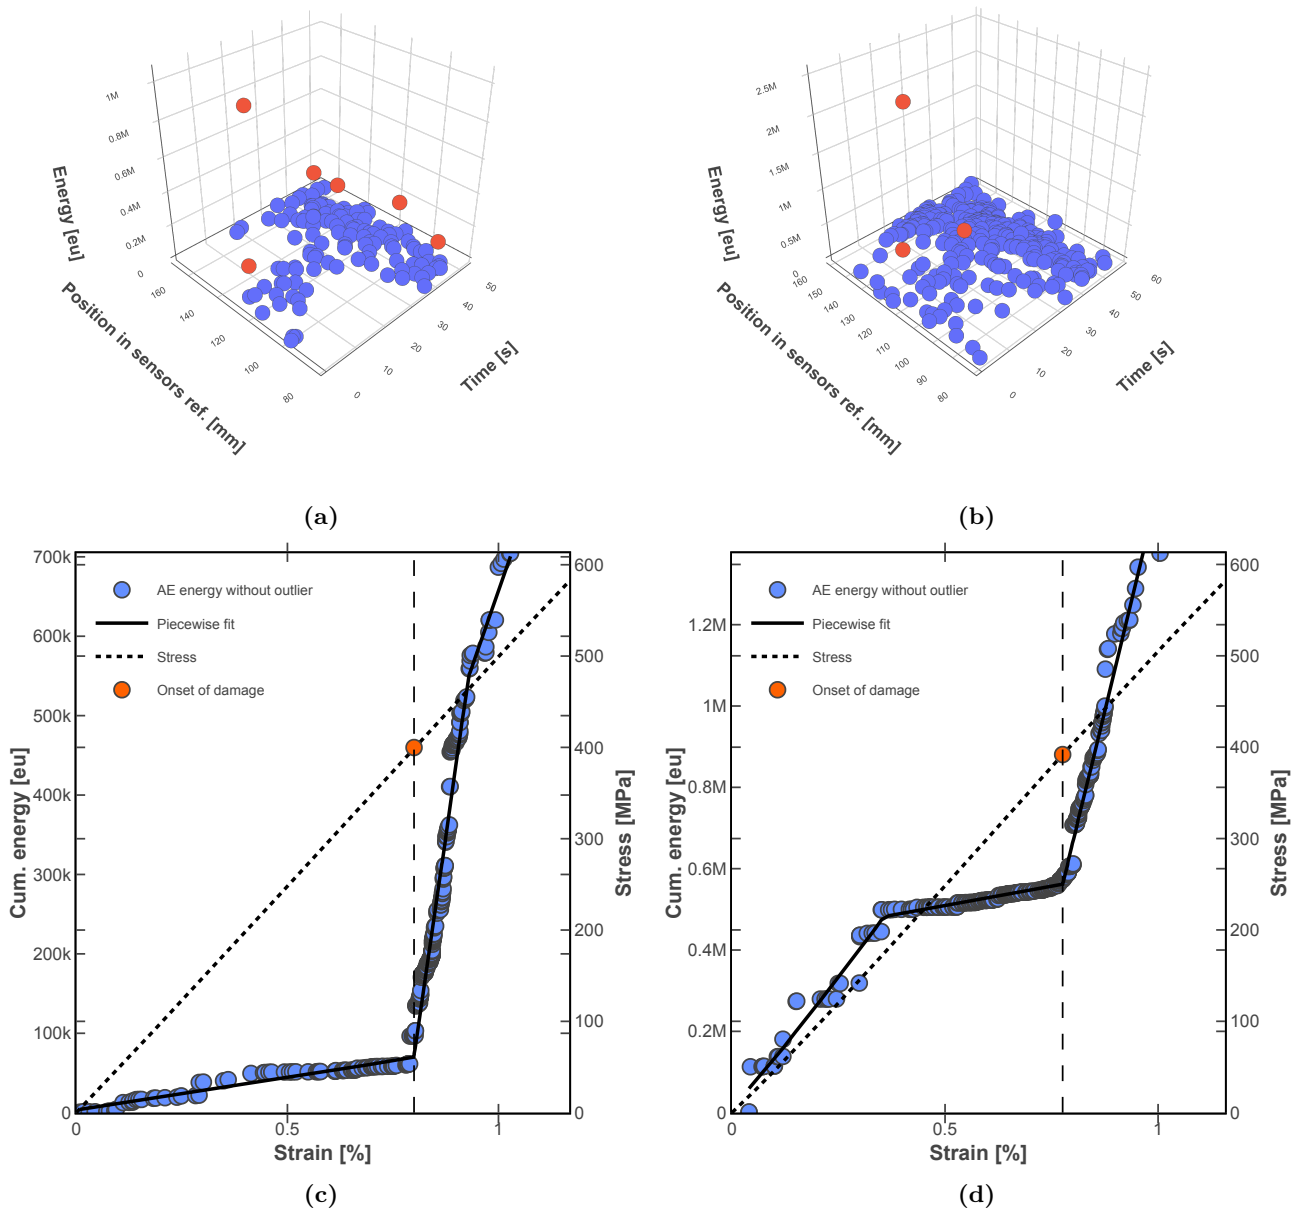 1M
0.8M
0.6M
0.4M
0.2M
0
Energy [eu]
160
140
120
100
80
Position in sensors ref. [mm]
0
10
20
30
40
50
Time [s]
(a)
2.5M
2M
1.5M
1M
0.5M
0
Energy [eu]
160
150
140
130
120
110
100
90
80
Position in sensors ref. [mm]
0
10
20
30
40
50
60
Time [s]
(b)
700k
600k
500k
400k
300k
200k
100k
0
Cum. energy [eu]
AE energy without outlier
Piecewise fit
Stress
Onset of damage
600
500
400
300
200
100
0
Stress [MPa]
0
0.5
1
Strain [%]
(c)
1.2M
1M
0.8M
0.6M
0.4M
0.2M
0
Cum. energy [eu]
AE energy without outlier
Piecewise fit
Stress
Onset of damage
600
500
400
300
200
100
0
Stress [MPa]
0
0.5
1
Strain [%]
(d)